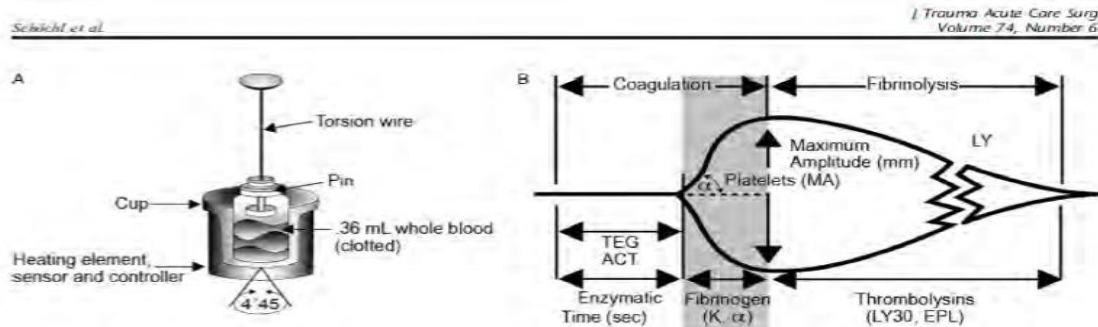 Schöchl et al.
J Trauma Acute Care Surg
Volume 74, Number 6
A
Torsion wire
Pin
Cup
.36 mL whole blood
(clotted)
Heating element,
sensor and controller
4°45
B
Coagulation
Fibrinolysis
LY
Maximum
Amplitude (mm)
α
Platelets (MA)
TEG
ACT
Enzymatic
Time (sec)
Fibrinogen
(K, α)
Thrombolysins
(LY30, EPL)